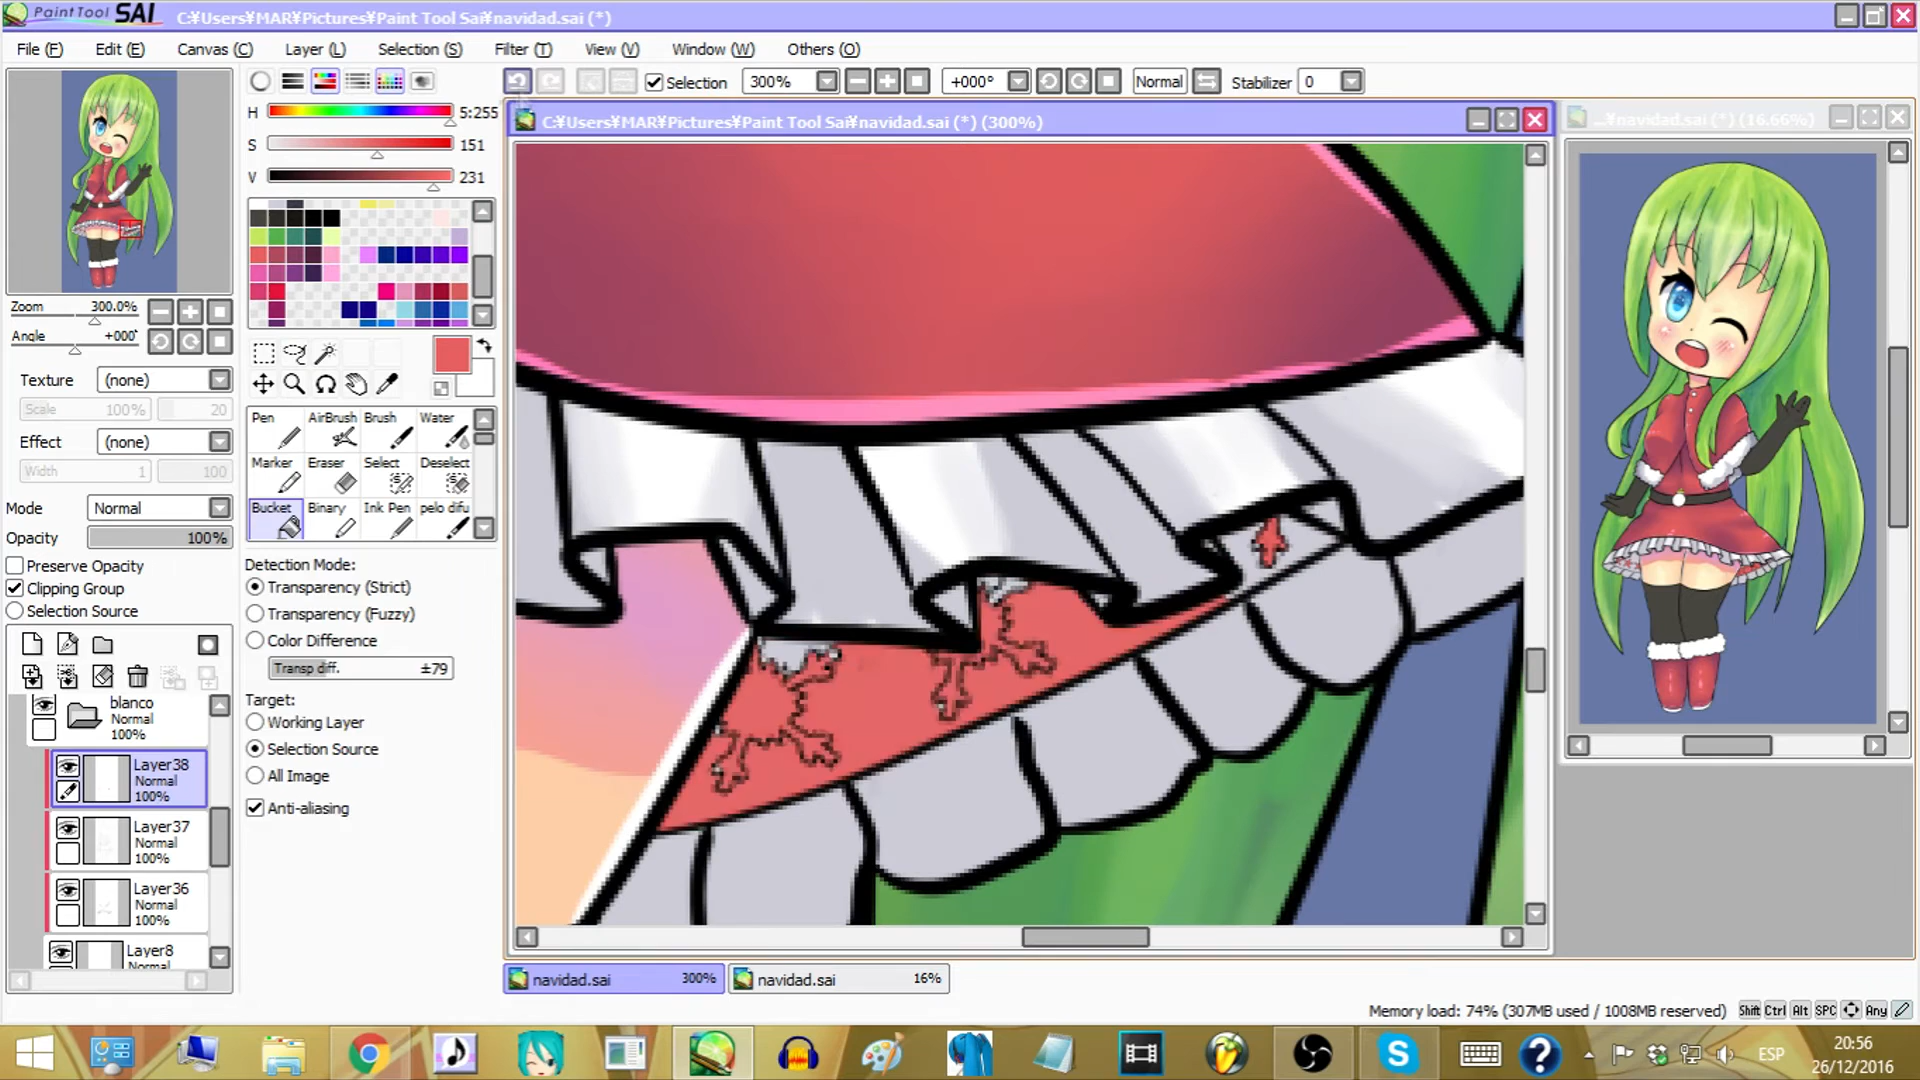 PaintTool SAI C:¥Users¥MAR¥Pictures¥Paint Tool Sai¥navidad.sai (*)
File (F) Edit (E) Canvas (C) Layer (L) Selection (S) Filter (T) View (V) Window (W) Others (O)
Selection 300% +000° Normal Stabilizer 0
C:¥Users¥MAR¥Pictures¥Paint Tool Sai¥navidad.sai (*) (300%)
...¥navidad.sai (*) (16.66%)
H 5:255
S 151
V 231
Zoom 300.0%
Angle +000°
Texture (none)
Scale 100% 20
Effect (none)
Width 1 100
Mode Normal
Opacity 100%
Preserve Opacity
Clipping Group
Selection Source
Pen AirBrush Brush Water
Marker Eraser Select Deselect
Bucket Binary Ink Pen pelo difu
Detection Mode:
Transparency (Strict)
Transparency (Fuzzy)
Color Difference
Transp diff. ±79
Target:
Working Layer
Selection Source
All Image
Anti-aliasing
blanco
Normal
100%
Layer38
Normal
100%
Layer37
Normal
100%
Layer36
Normal
100%
Layer8
Normal
navidad.sai 300% navidad.sai 16%
Memory load: 74% (307MB used / 1008MB reserved) Shift Ctrl Alt SPC Any
ESP
20:56
26/12/2016